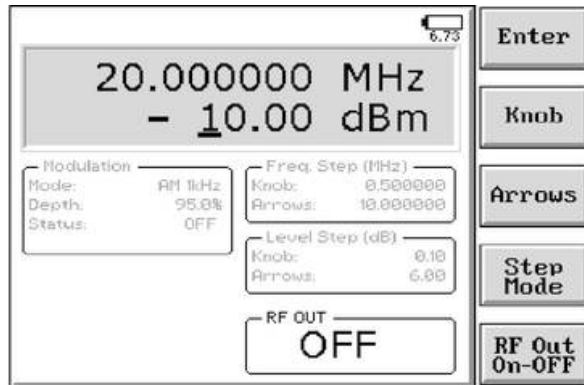 6.73
20.000000 MHz
- 10.00 dBm
Modulation
Mode: AM 1kHz
Depth: 95.0%
Status: OFF
Freq. Step (MHz)
Knob: 0.500000
Arrows: 10.000000
Level Step (dB)
Knob: 0.10
Arrows: 6.00
RF OUT
OFF
Enter
Knob
Arrows
Step
Mode
RF Out
On-OFF